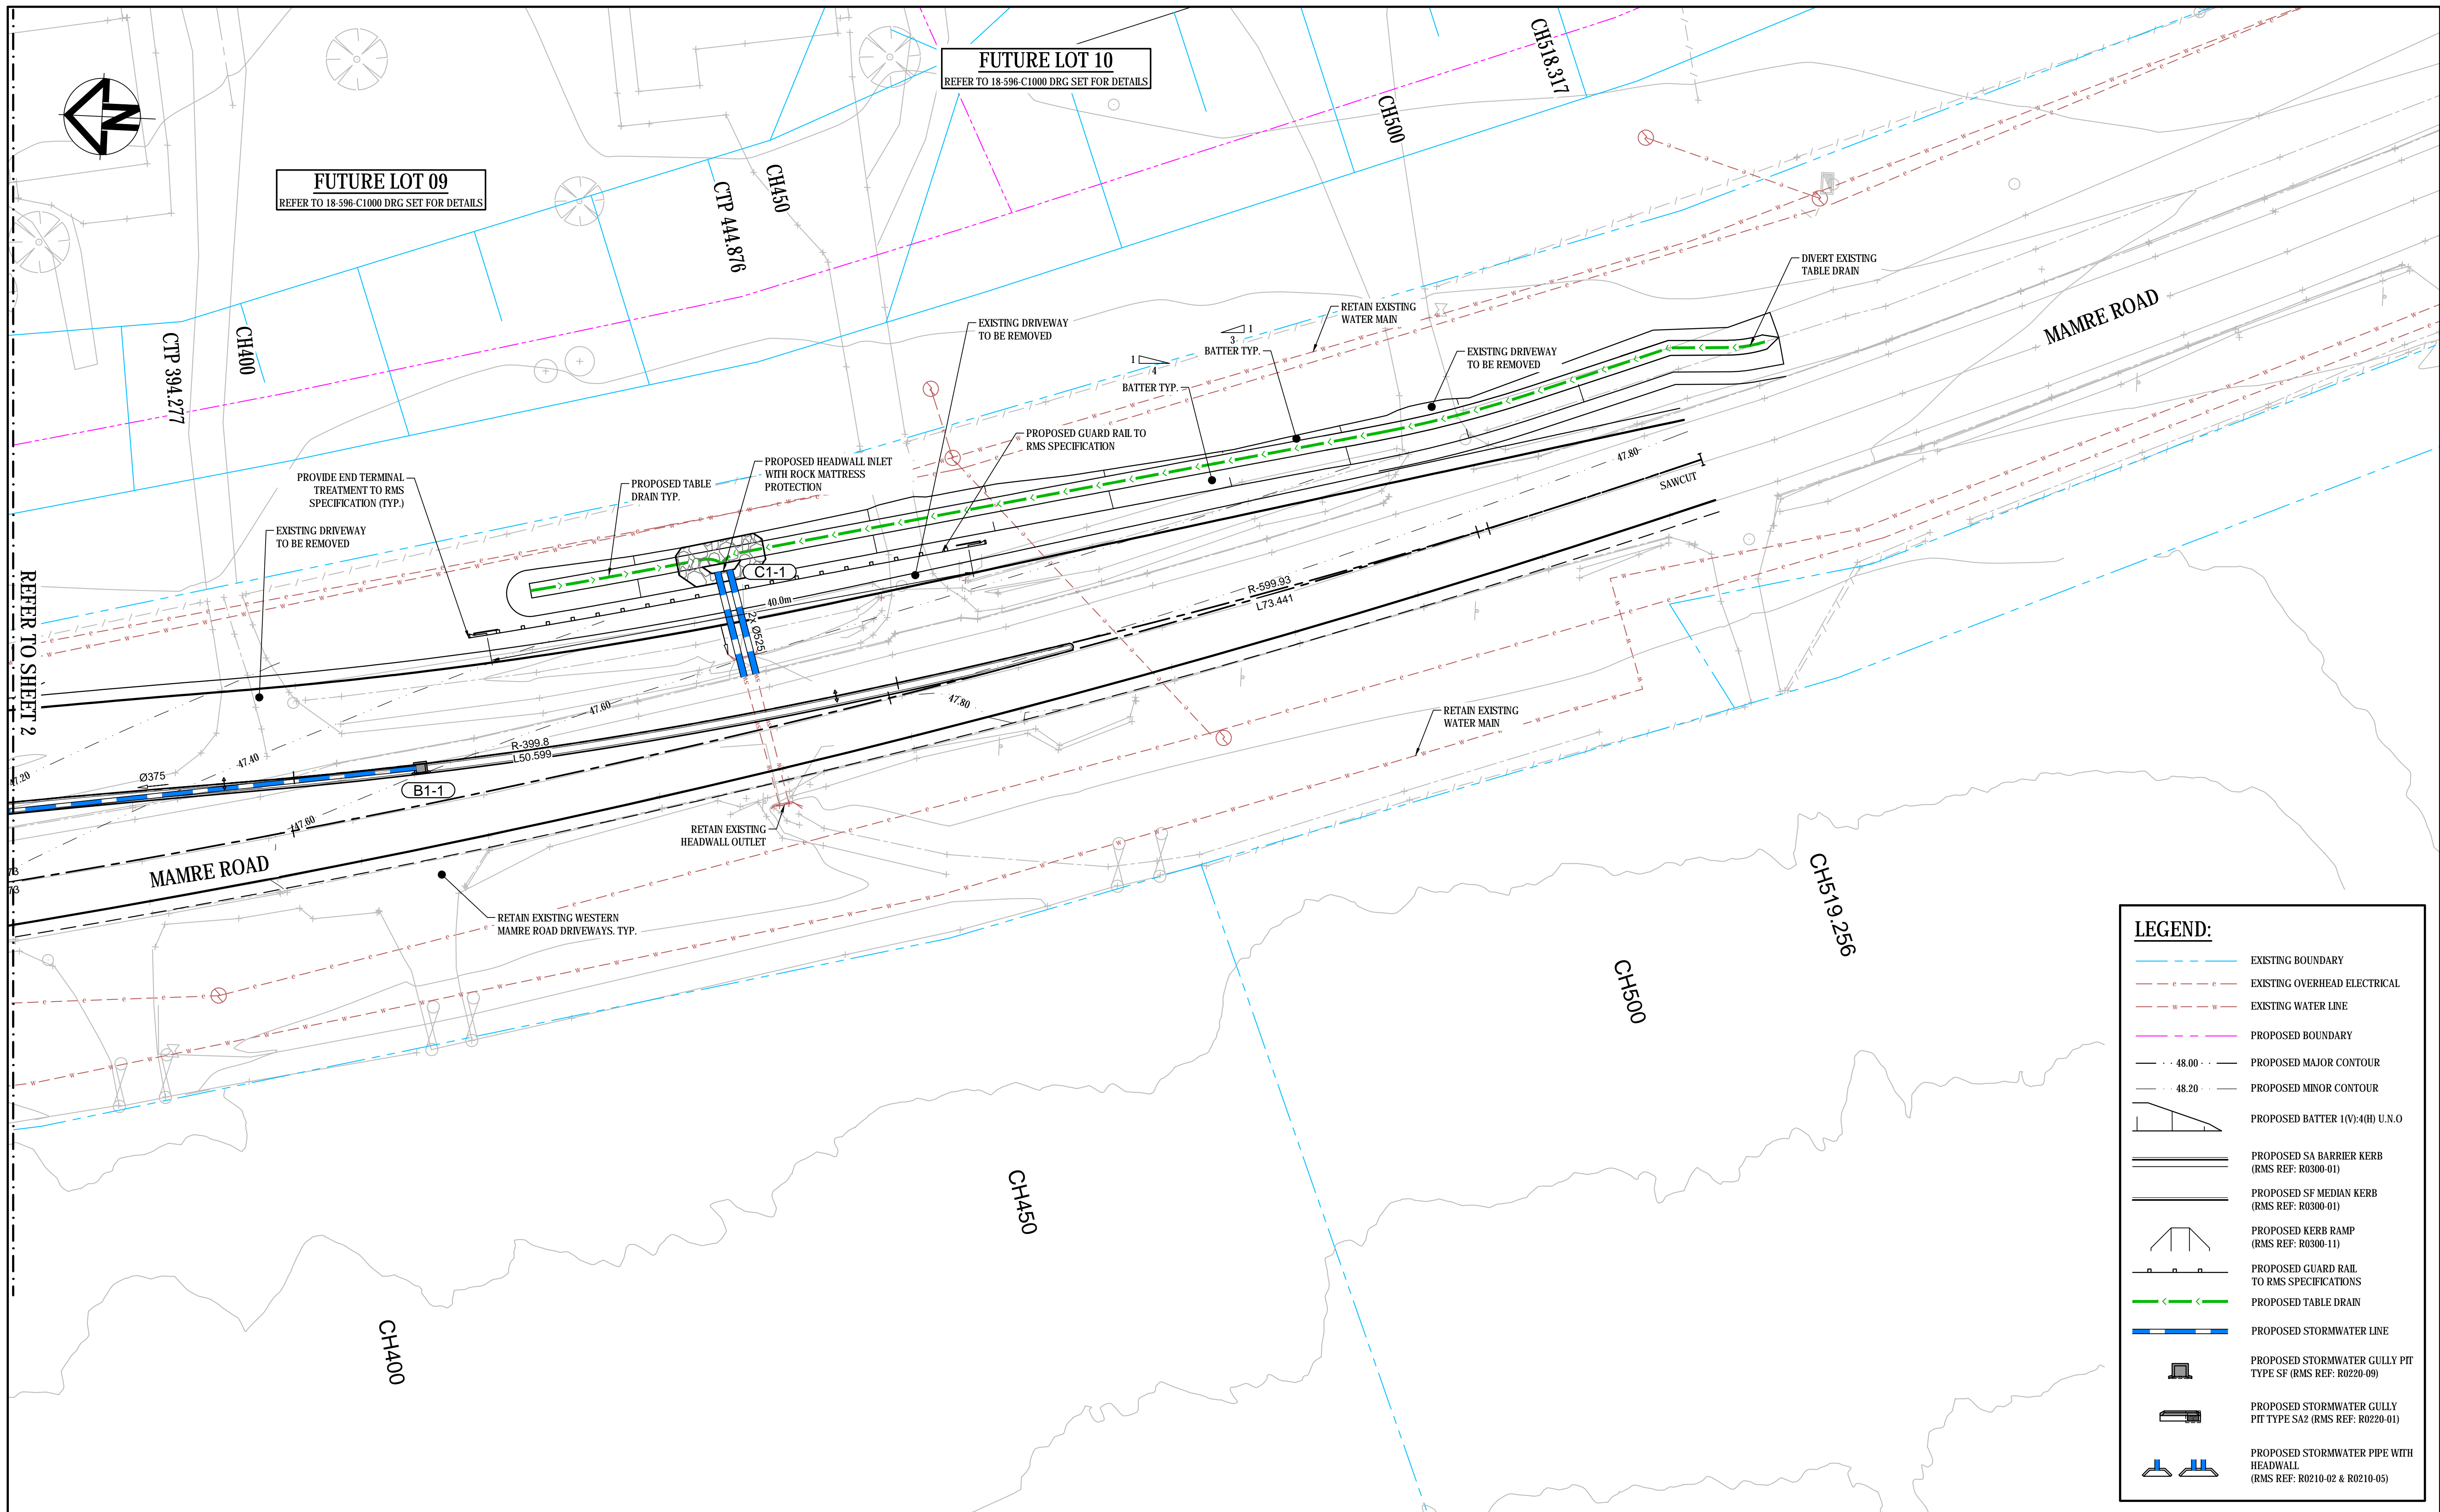 FUTURE LOT 10
REFER TO 18-596-C1000 DRG SET FOR DETAILS
CH518.317
CH500
N
FUTURE LOT 09
REFER TO 18-596-C1000 DRG SET FOR DETAILS
CH450
CTP 444.876
CH400
CTP 394.277
DIVERT EXISTING
TABLE DRAIN
MAMRE ROAD
RETAIN EXISTING
WATER MAIN
EXISTING DRIVEWAY
TO BE REMOVED
1
3
BATTER TYP.
1
4
BATTER TYP.
EXISTING DRIVEWAY
TO BE REMOVED
PROPOSED GUARD RAIL TO
RMS SPECIFICATION
PROPOSED HEADWALL INLET
WITH ROCK MATTRESS
PROTECTION
PROVIDE END TERMINAL
TREATMENT TO RMS
SPECIFICATION (TYP.)
PROPOSED TABLE
DRAIN TYP.
EXISTING DRIVEWAY
TO BE REMOVED
47.80
SAWCUT
REFER TO SHEET 2
C1-1
40.0m
2x Ø525
R-599.93
L73.441
47.60
47.80
R-399.8
L50.599
47.40
47.20
Ø375
B1-1
47.60
RETAIN EXISTING
WATER MAIN
RETAIN EXISTING
HEADWALL OUTLET
MAMRE ROAD
73
73
RETAIN EXISTING WESTERN
MAMRE ROAD DRIVEWAYS. TYP.
CH519.256
CH500
CH450
CH400
LEGEND:
EXISTING BOUNDARY
e e EXISTING OVERHEAD ELECTRICAL
w w EXISTING WATER LINE
PROPOSED BOUNDARY
48.00 PROPOSED MAJOR CONTOUR
48.20 PROPOSED MINOR CONTOUR
PROPOSED BATTER 1(V):4(H) U.N.O
PROPOSED SA BARRIER KERB
(RMS REF: R0300-01)
PROPOSED SF MEDIAN KERB
(RMS REF: R0300-01)
PROPOSED KERB RAMP
(RMS REF: R0300-11)
PROPOSED GUARD RAIL
TO RMS SPECIFICATIONS
PROPOSED TABLE DRAIN
PROPOSED STORMWATER LINE
PROPOSED STORMWATER GULLY PIT
TYPE SF (RMS REF: R0220-09)
PROPOSED STORMWATER GULLY
PIT TYPE SA2 (RMS REF: R0220-01)
PROPOSED STORMWATER PIPE WITH
HEADWALL
(RMS REF: R0210-02 & R0210-05)